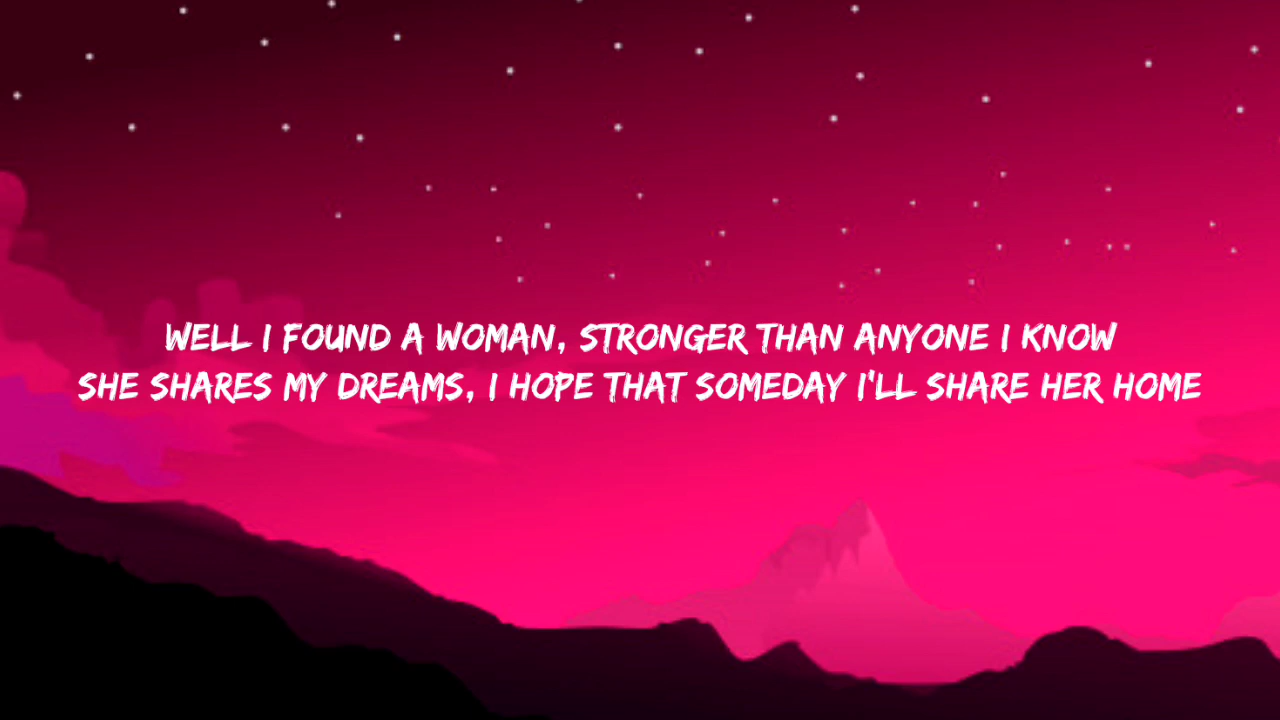 WELL I FOUND A WOMAN, STRONGER THAN ANYONE I KNOW
SHE SHARES MY DREAMS, I HOPE THAT SOMEDAY I'LL SHARE HER HOME